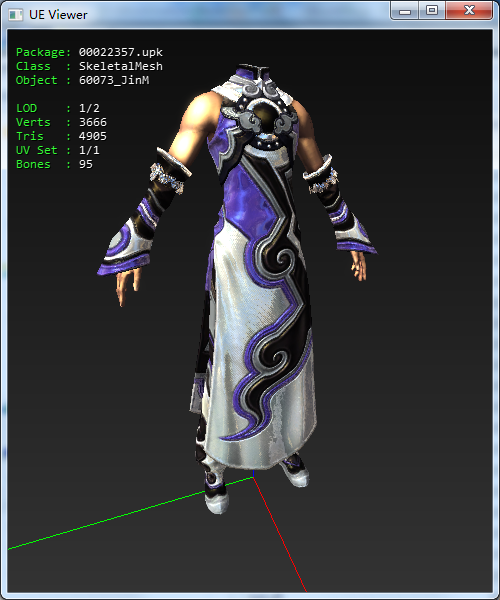 UE Viewer
Package: 00022357.upk
Class : SkeletalMesh
Object : 60073_JinM
LOD : 1/2
Verts : 3666
Tris : 4905
UV Set : 1/1
Bones : 95